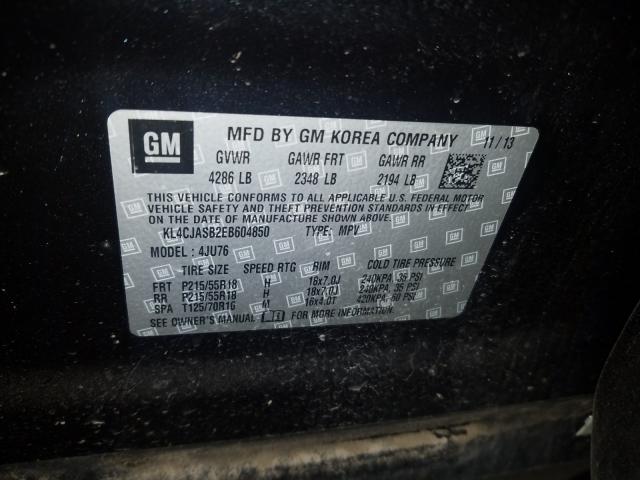 GM
MFD BY GM KOREA COMPANY 11/13
GVWR GAWR FRT GAWR RR
4286 LB 2348 LB 2194 LB
THIS VEHICLE CONFORMS TO ALL APPLICABLE U.S. FEDERAL MOTOR
VEHICLE SAFETY AND THEFT PREVENTION STANDARDS IN EFFECT ON
THE DATE OF MANUFACTURE SHOWN ABOVE.
KL4CJASB2EB604850 TYPE: MPV
MODEL: 4JU76
TIRE SIZE SPEED RTG RIM COLD TIRE PRESSURE
FRT P215/55R18 H 18x7.0J 240KPA, 35 PSI
RR P215/55R18 H 18x7.0J 240KPA, 35 PSI
SPA T125/70R16 M 16x4.0T 420KPA, 60 PSI
SEE OWNER'S MANUAL FOR MORE INFORMATION.